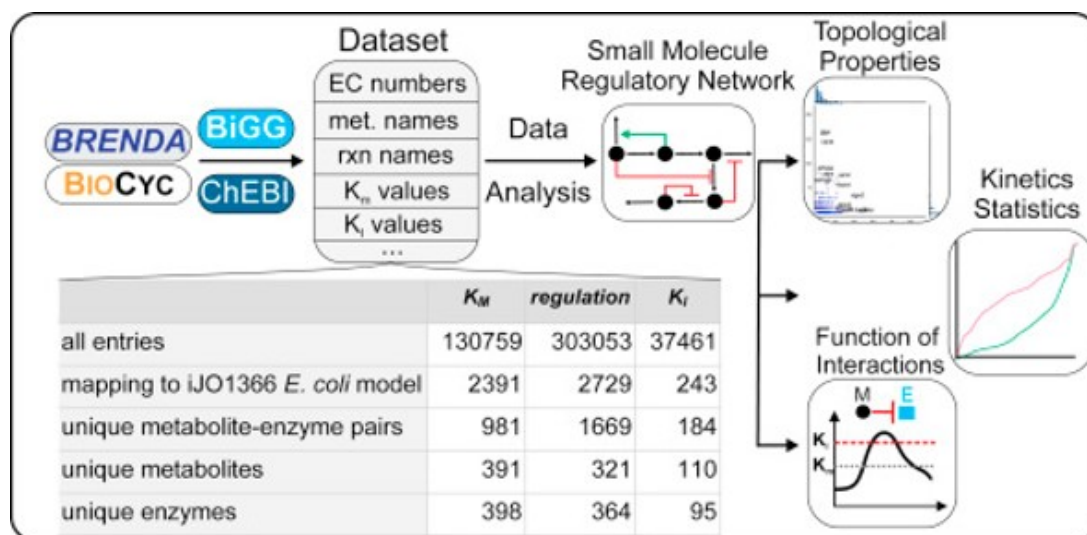 Dataset
EC numbers
met. names
rxn names
Km values
Ki values
...
BRENDA
BIOCYC
BiGG
ChEBI
Data
Analysis
Small Molecule
Regulatory Network
Topological
Properties
Kinetics
Statistics
Function of
Interactions
M E
Ki
Km
KM regulation KI
all entries 130759 303053 37461
mapping to iJO1366 E. coli model 2391 2729 243
unique metabolite-enzyme pairs 981 1669 184
unique metabolites 391 321 110
unique enzymes 398 364 95